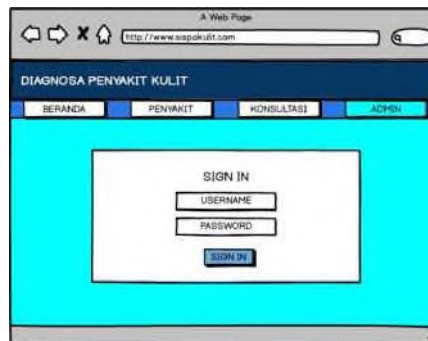 A Web Page
http://www.sispakulit.com
DIAGNOSA PENYAKIT KULIT
BERANDA PENYAKIT KONSULTASI ADMIN
SIGN IN
USERNAME
PASSWORD
SIGN IN